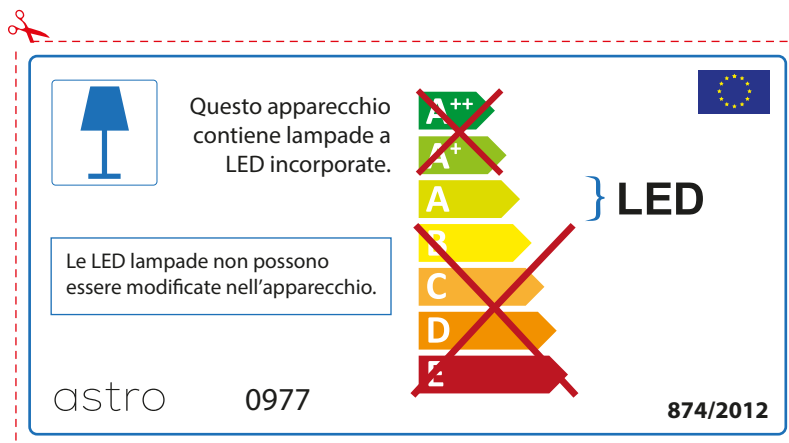 Questo apparecchio
contiene lampade a
LED incorporate.
Le LED lampade non possono
essere modificate nell'apparecchio.
A++
A+
A
B
C
D
E
LED
astro
0977
874/2012